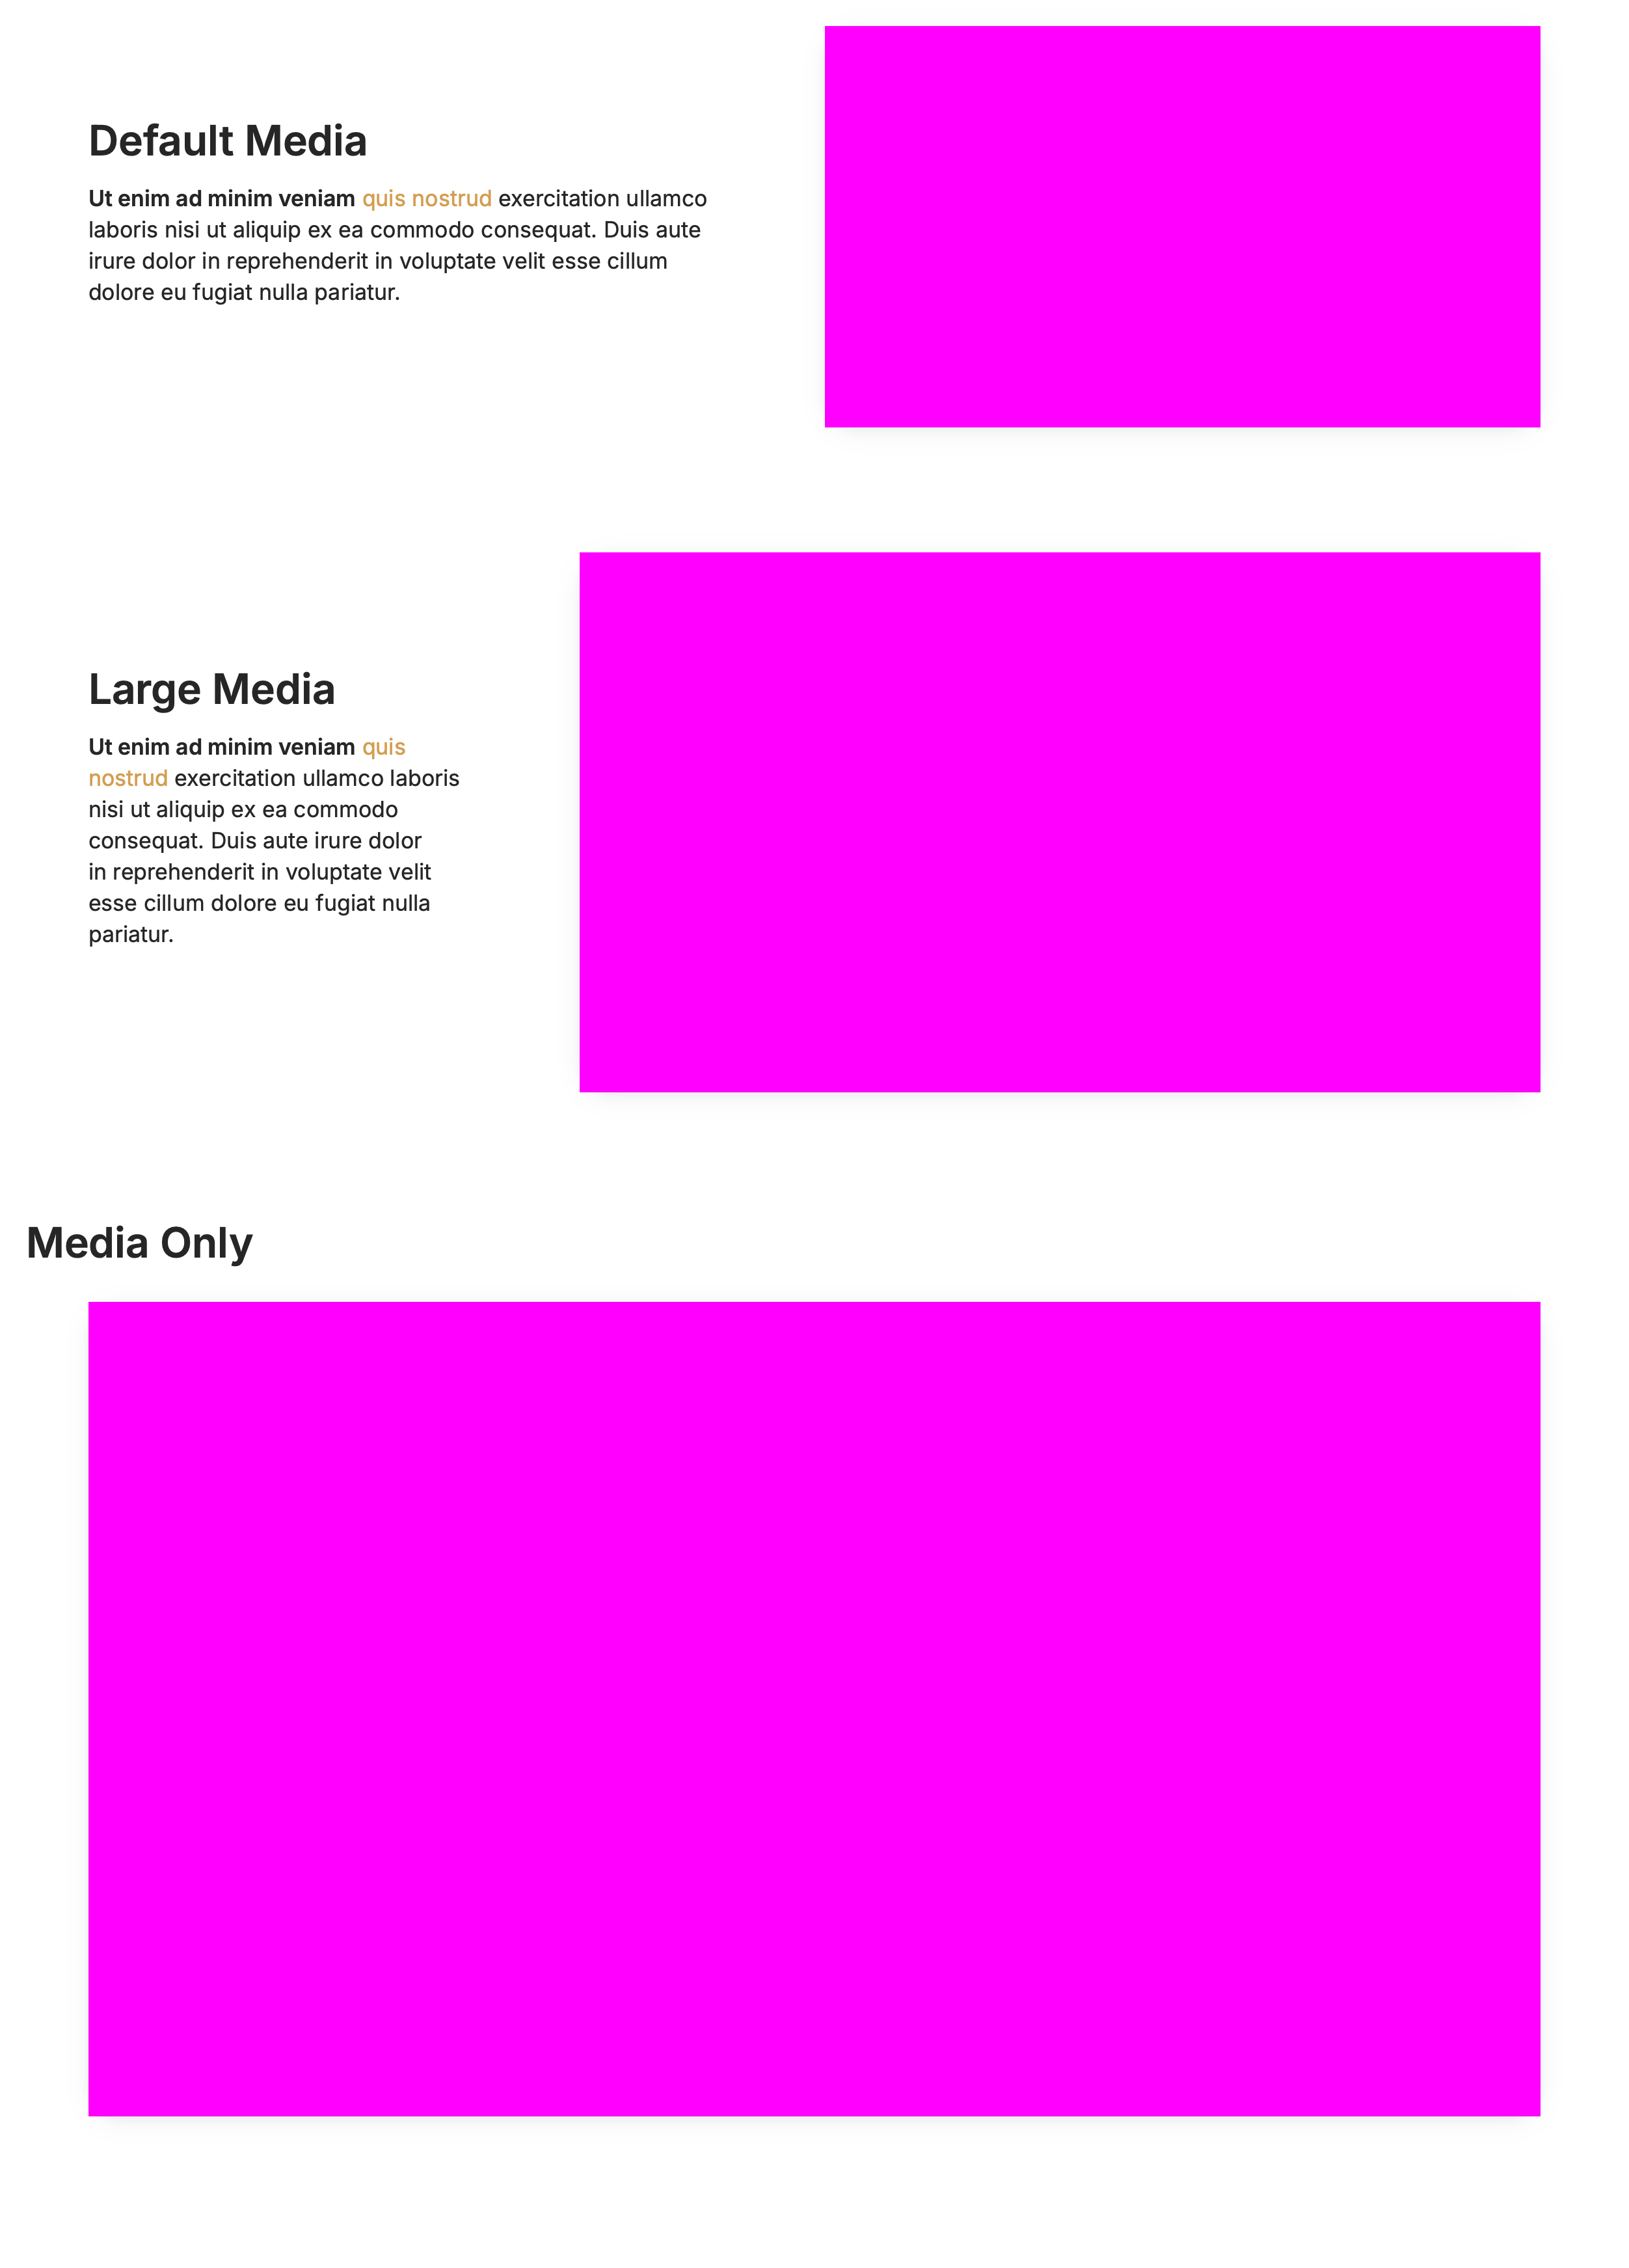 Default Media
Ut enim ad minim veniam quis nostrud exercitation ullamco
laboris nisi ut aliquip ex ea commodo consequat. Duis aute
irure dolor in reprehenderit in voluptate velit esse cillum
dolore eu fugiat nulla pariatur.
Large Media
Ut enim ad minim veniam quis
nostrud exercitation ullamco laboris
nisi ut aliquip ex ea commodo
consequat. Duis aute irure dolor
in reprehenderit in voluptate velit
esse cillum dolore eu fugiat nulla
pariatur.
Media Only